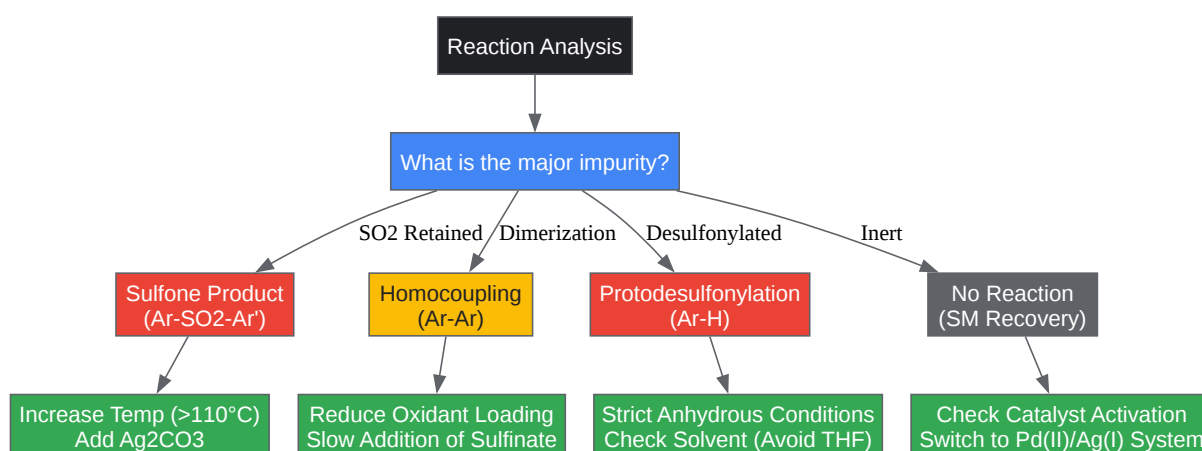 Reaction Analysis
What is the major impurity?
SO2 Retained
Dimerization
Desulfonylated
Inert
Sulfone Product
(Ar-SO2-Ar')
Homocoupling
(Ar-Ar)
Protodesulfonylation
(Ar-H)
No Reaction
(SM Recovery)
Increase Temp (>110°C)
Add Ag2CO3
Reduce Oxidant Loading
Slow Addition of Sulfinate
Strict Anhydrous Conditions
Check Solvent (Avoid THF)
Check Catalyst Activation
Switch to Pd(II)/Ag(I) System